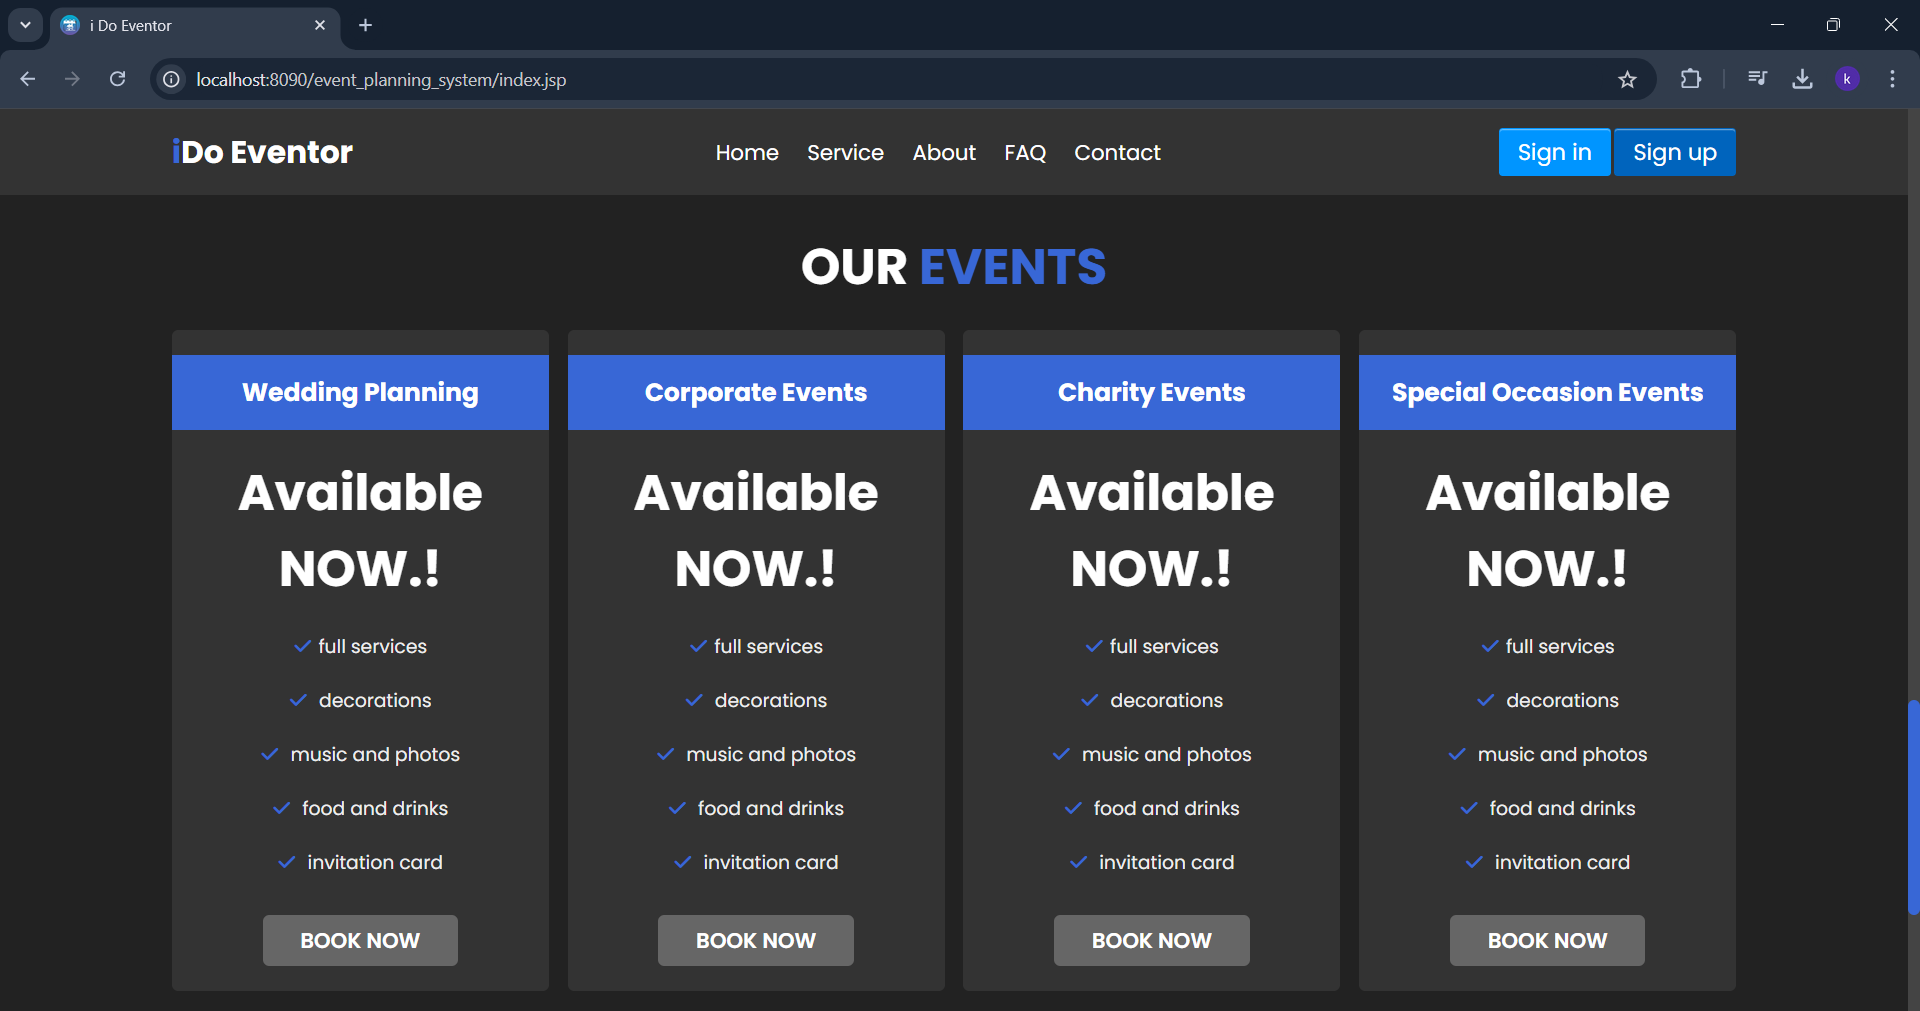 i Do Eventor
localhost:8090/event_planning_system/index.jsp
k
iDo Eventor
Home
Service
About
FAQ
Contact
Sign in
Sign up
OUR EVENTS
Wedding Planning
Available
NOW.!
full services
decorations
music and photos
food and drinks
invitation card
BOOK NOW
Corporate Events
Available
NOW.!
full services
decorations
music and photos
food and drinks
invitation card
BOOK NOW
Charity Events
Available
NOW.!
full services
decorations
music and photos
food and drinks
invitation card
BOOK NOW
Special Occasion Events
Available
NOW.!
full services
decorations
music and photos
food and drinks
invitation card
BOOK NOW